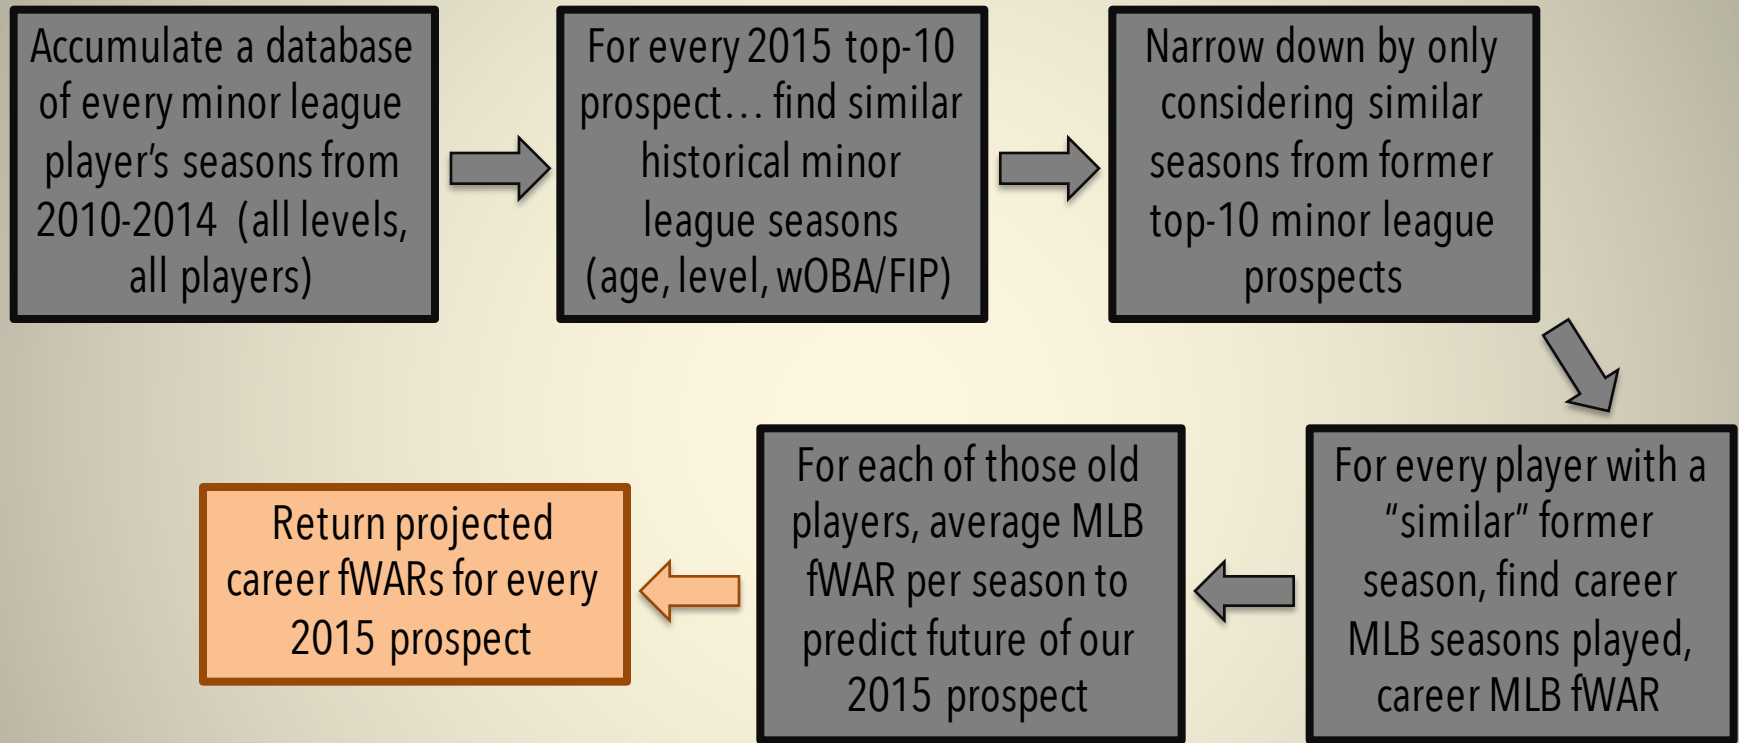 Accumulate a database
of every minor league
player's seasons from
2010-2014 (all levels,
all players)
For every 2015 top-10
prospect… find similar
historical minor
league seasons
(age, level, wOBA/FIP)
Narrow down by only
considering similar
seasons from former
top-10 minor league
prospects
For every player with a
“similar” former
season, find career
MLB seasons played,
career MLB fWAR
For each of those old
players, average MLB
fWAR per season to
predict future of our
2015 prospect
Return projected
career fWARs for every
2015 prospect